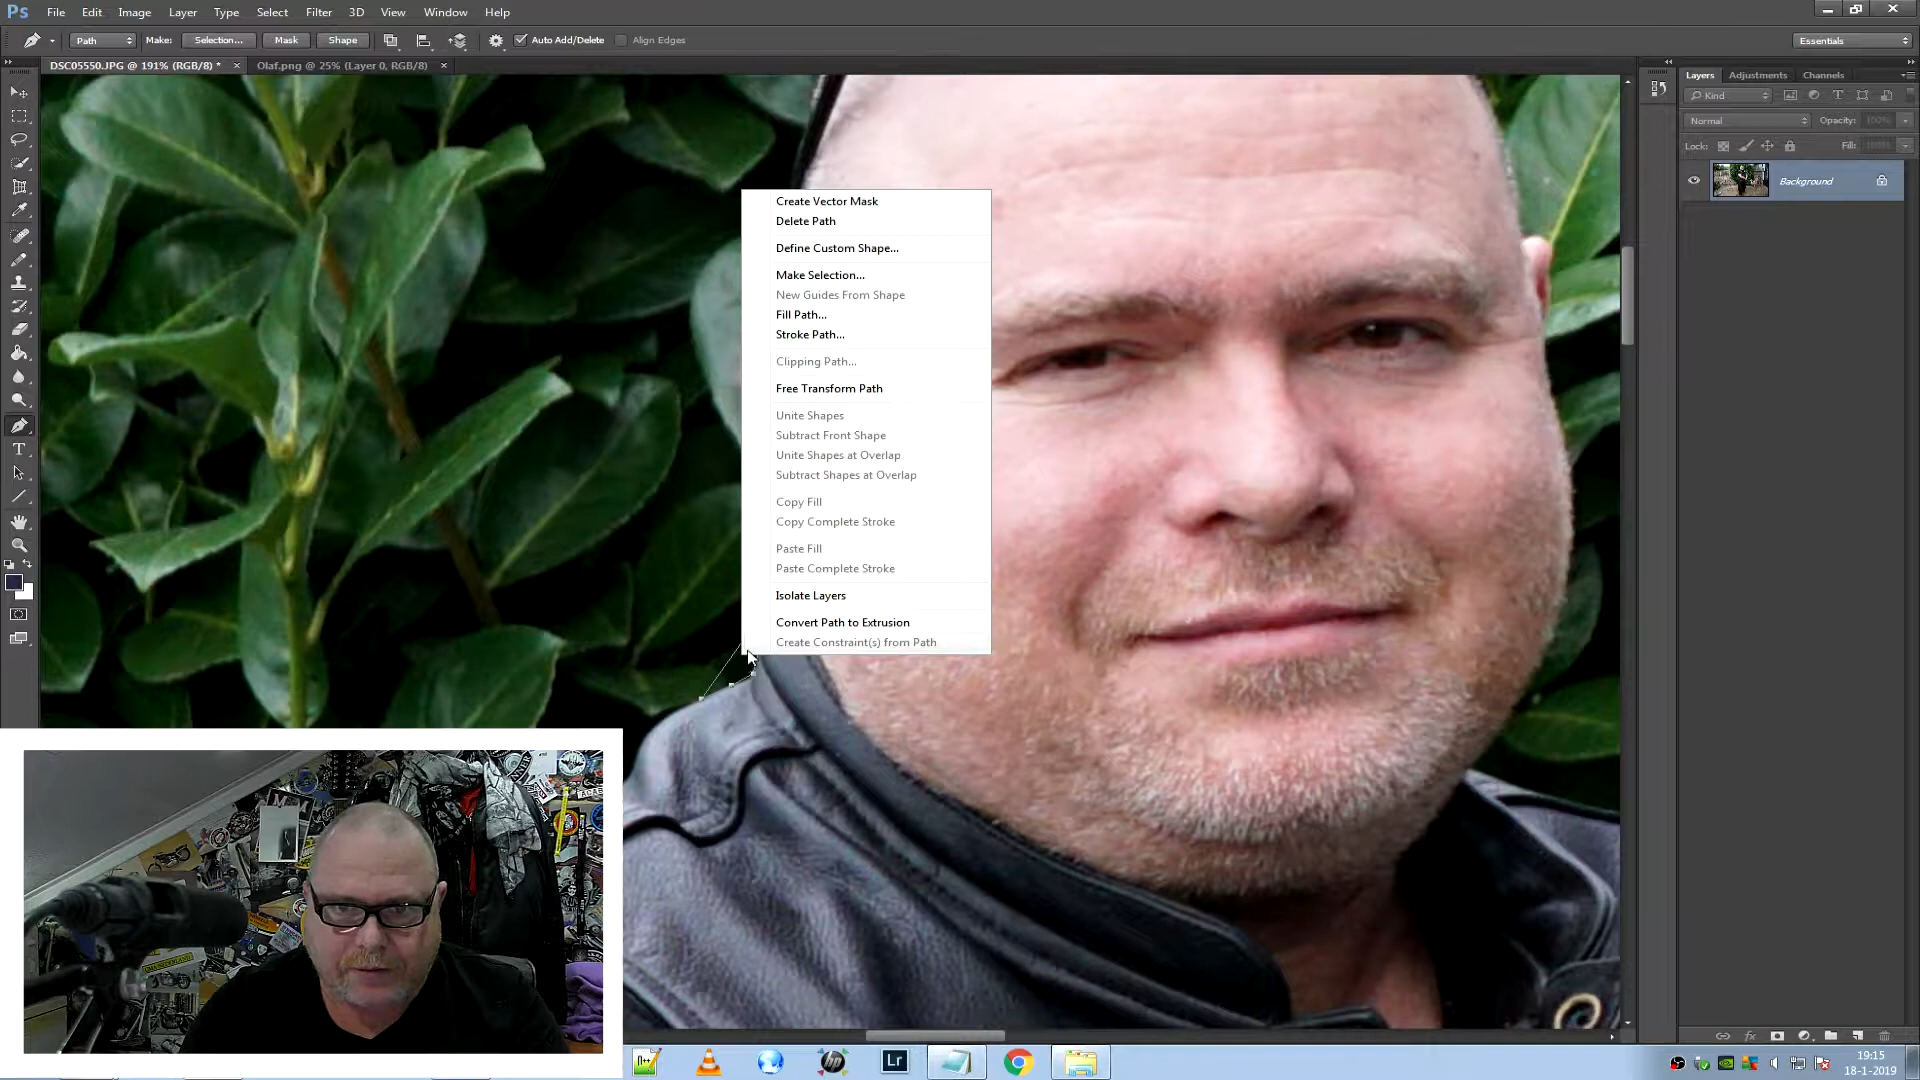 Ps File Edit Image Layer Type Select Filter 3D View Window Help
Path Make: Selection... Mask Shape Auto Add/Delete Align Edges Essentials
DSC05550.JPG @ 191% (RGB/8) * × Olaf.png @ 25% (Layer 0, RGB/8) ×
Layers Adjustments Channels
Kind
Normal Opacity: 100%
Lock: Fill: 100%
Background
Create Vector Mask
Delete Path
Define Custom Shape...
Make Selection...
New Guides From Shape
Fill Path...
Stroke Path...
Clipping Path...
Free Transform Path
Unite Shapes
Subtract Front Shape
Unite Shapes at Overlap
Subtract Shapes at Overlap
Copy Fill
Copy Complete Stroke
Paste Fill
Paste Complete Stroke
Isolate Layers
Convert Path to Extrusion
Create Constraint(s) from Path
Lr
19:15
18-1-2019